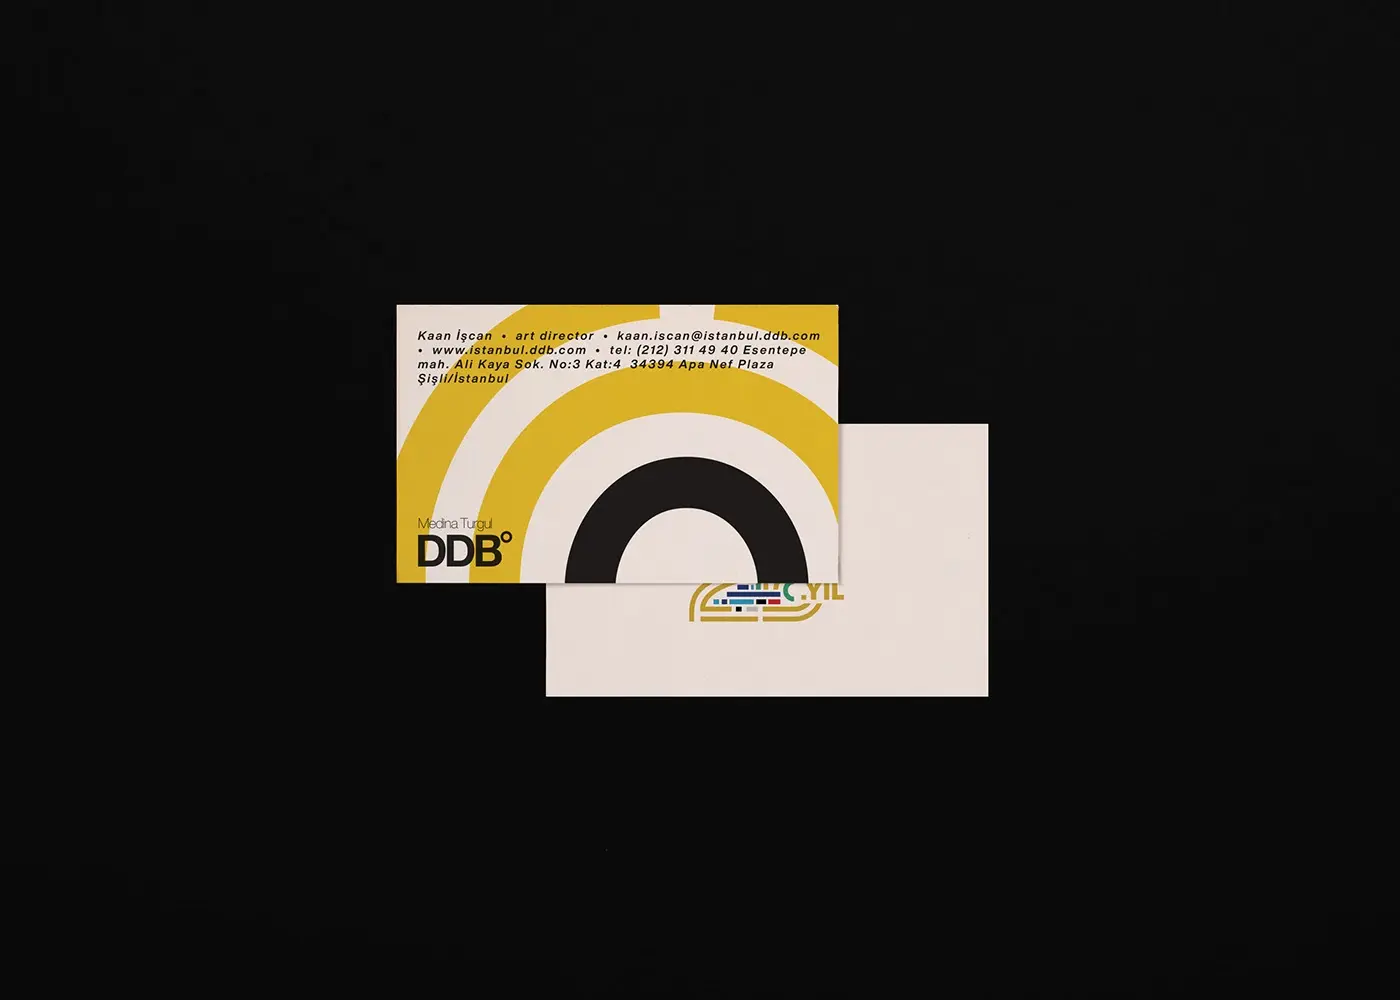 Kaan İşcan • art director • kaan.iscan@istanbul.ddb.com
• www.istanbul.ddb.com • tel: (212) 311 49 40 Esentepe
mah. Ali Kaya Sok. No:3 Kat:4 34394 Apa Nef Plaza
Şişli/İstanbul
Medina Turgul
DDB°
.YIL